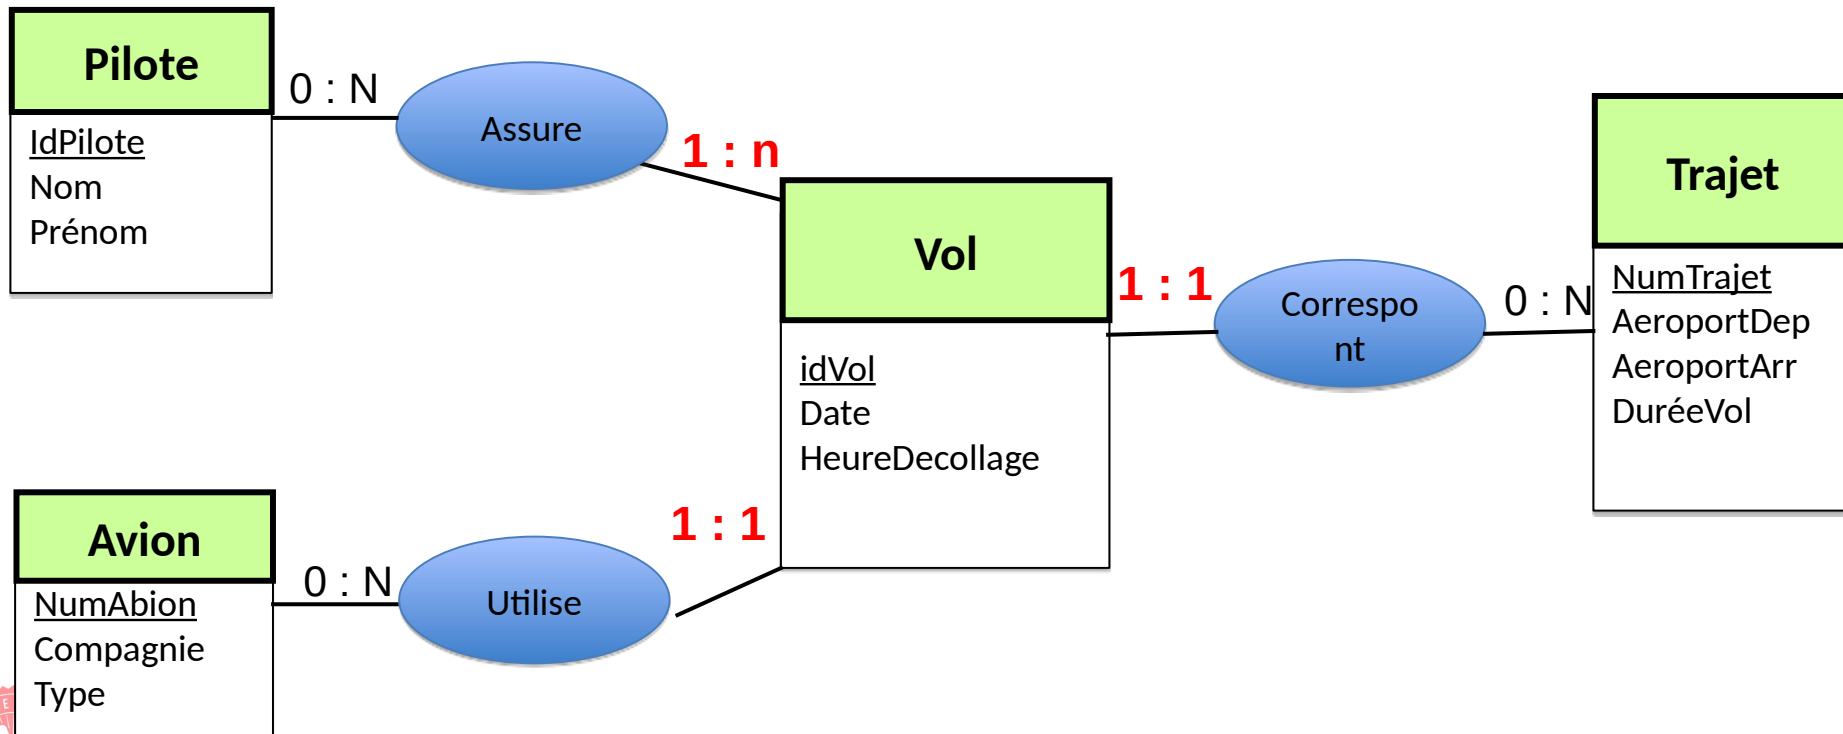 Pilote
IdPilote
Nom
Prénom
0 : N
Assure
1 : n
Vol
idVol
Date
HeureDecollage
1 : 1
Correspo
nt
0 : N
Trajet
NumTrajet
AeroportDep
AeroportArr
DuréeVol
Avion
NumAbion
Compagnie
Type
0 : N
Utilise
1 : 1